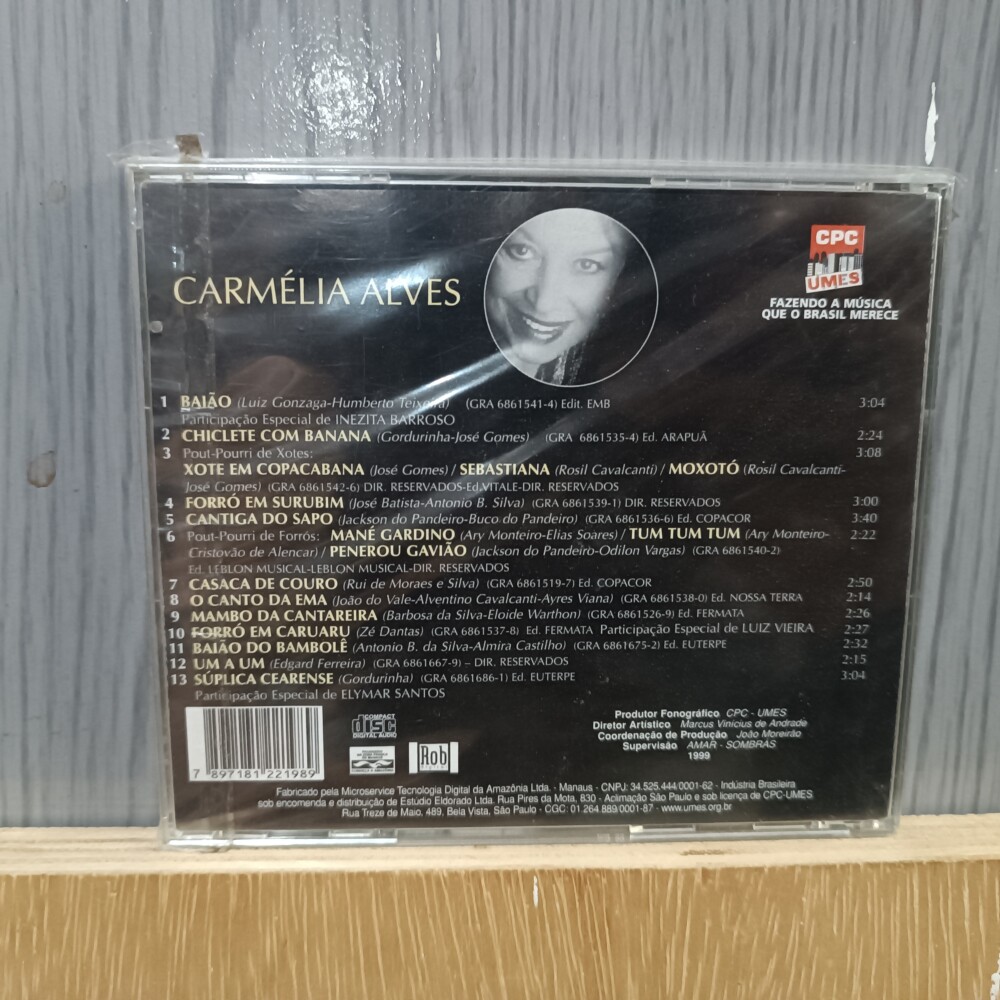 CARMÉLIA ALVES
CPC
UMES
FAZENDO A MÚSICA
QUE O BRASIL MERECE
1 BAIÃO (Luiz Gonzaga-Humberto Teixeira) (GRA 6861541-4) Edit. EMB 3:04
Participação Especial de INEZITA BARROSO
2 CHICLETE COM BANANA (Gordurinha-José Gomes) (GRA 6861535-4) Ed. ARAPUÃ 2:24
3 Pout-Pourri de Xotes: 3:08
XOTE EM COPACABANA (José Gomes) / SEBASTIANA (Rosil Cavalcanti) / MOXOTÓ (Rosil Cavalcanti-
José Gomes) (GRA 6861542-6) DIR. RESERVADOS-Ed.VITALE-DIR. RESERVADOS
4 FORRÓ EM SURUBIM (José Batista-Antonio B. Silva) (GRA 6861539-1) DIR. RESERVADOS 3:00
5 CANTIGA DO SAPO (Jackson do Pandeiro-Buco do Pandeiro) (GRA 6861536-6) Ed. COPACOR 3:40
6 Pout-Pourri de Forrós: MANÉ GARDINO (Ary Monteiro-Elias Soares) / TUM TUM TUM (Ary Monteiro- 2:22
Cristovão de Alencar) / PENEROU GAVIÃO (Jackson do Pandeiro-Odilon Vargas) (GRA 6861540-2)
Ed. LEBLON MUSICAL-LEBLON MUSICAL-DIR. RESERVADOS
7 CASACA DE COURO (Rui de Moraes e Silva) (GRA 6861519-7) Ed. COPACOR 2:50
8 O CANTO DA EMA (João do Vale-Alventino Cavalcanti-Ayres Viana) (GRA 6861538-0) Ed. NOSSA TERRA 2:14
9 MAMBO DA CANTAREIRA (Barbosa da Silva-Eloide Warthon) (GRA 6861526-9) Ed. FERMATA 2:26
10 FORRÓ EM CARUARU (Zé Dantas) (GRA 6861537-8) Ed. FERMATA Participação Especial de LUIZ VIEIRA 2:27
11 BAIÃO DO BAMBOLÊ (Antonio B. da Silva-Almira Castilho) (GRA 6861675-2) Ed. EUTERPE 2:32
12 UM A UM (Edgard Ferreira) (GRA 6861667-9) – DIR. RESERVADOS 2:15
13 SÚPLICA CEARENSE (Gordurinha) (GRA 6861686-1) Ed. EUTERPE 3:04
Participação Especial de ELYMAR SANTOS
7 897181 221989
COMPACT
disc
DIGITAL AUDIO
Rob
Produtor Fonográfico CPC - UMES
Diretor Artístico Marcus Vinícius de Andrade
Coordenação de Produção João Moreirão
Supervisão AMAR - SOMBRÁS
1999
Fabricado pela Microservice Tecnologia Digital da Amazônia Ltda. - Manaus - CNPJ: 34.525.444.0001-62 - Indústria Brasileira
sob encomenda e distribuição de Estúdio Eldorado Ltda. Rua Pires da Mota, 830 - Aclimação São Paulo e sob licença de CPC-UMES
Rua Treze de Maio, 489, Bela Vista, São Paulo - CGC: 01.264.889.0001-87 - www.umes.org.br